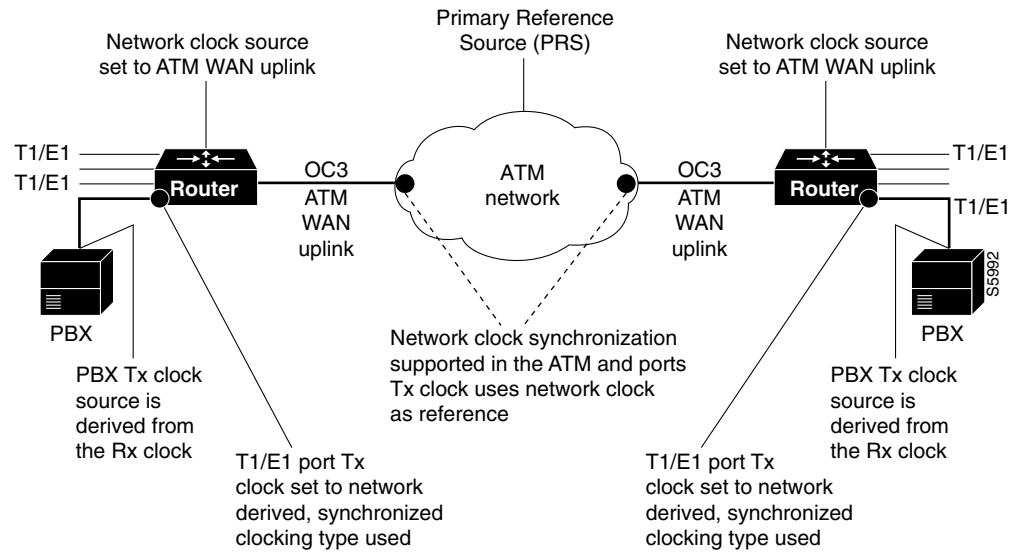 Primary Reference
Source (PRS)
Network clock source
set to ATM WAN uplink
Network clock source
set to ATM WAN uplink
T1/E1
T1/E1
Router
OC3
ATM
WAN
uplink
ATM
network
OC3
ATM
WAN
uplink
Router
T1/E1
T1/E1
PBX
PBX
S5992
Network clock synchronization
supported in the ATM and ports
Tx clock uses network clock
as reference
PBX Tx clock
source is
derived from
the Rx clock
PBX Tx clock
source is
derived from
the Rx clock
T1/E1 port Tx
clock set to network
derived, synchronized
clocking type used
T1/E1 port Tx
clock set to network
derived, synchronized
clocking type used